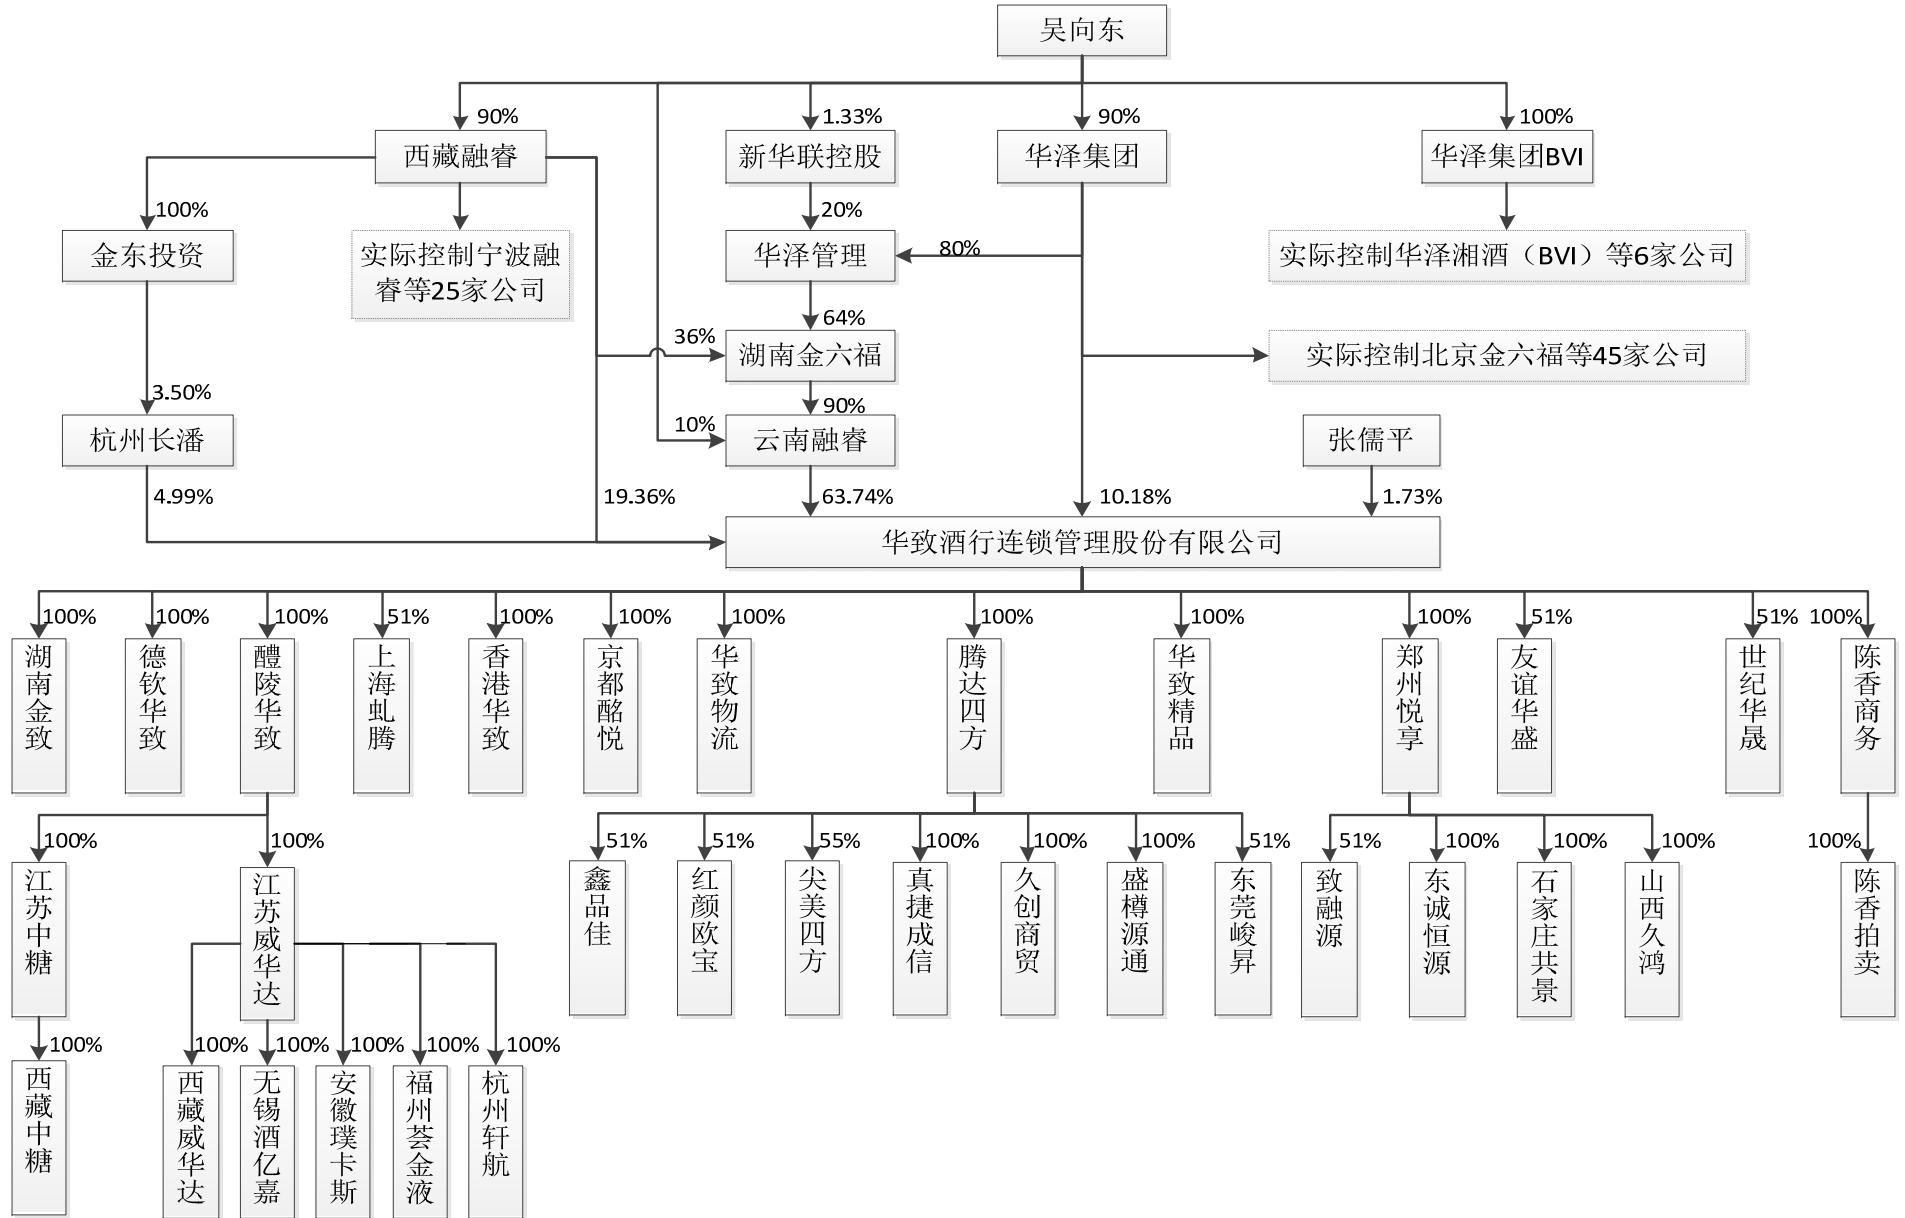 吴向东
90%
1.33%
90%
100%
西藏融睿
新华联控股
华泽集团
华泽集团BVI
100%
20%
金东投资
实际控制宁波融
睿等25家公司
华泽管理
80%
实际控制华泽湘酒（BVI）等6家公司
64%
36%
湖南金六福
实际控制北京金六福等45家公司
3.50%
90%
杭州长潘
10%
云南融睿
张儒平
4.99%
19.36%
63.74%
10.18%
1.73%
华致酒行连锁管理股份有限公司
100%
100%
100%
51%
100%
100%
100%
100%
100%
100%
51%
51%
100%
湖南金致
德钦华致
醴陵华致
上海虬腾
香港华致
京都酩悦
华致物流
腾达四方
华致精品
郑州悦享
友谊华盛
世纪华晟
陈香商务
100%
100%
51%
51%
55%
100%
100%
100%
51%
51%
100%
100%
100%
100%
江苏中糖
江苏威华达
鑫品佳
红颜欧宝
尖美四方
真捷成信
久创商贸
盛樽源通
东莞峻昇
致融源
东诚恒源
石家庄共景
山西久鸿
陈香拍卖
100%
100%
100%
100%
100%
100%
西藏中糖
西藏威华达
无锡酒亿嘉
安徽璞卡斯
福州荟金液
杭州轩航